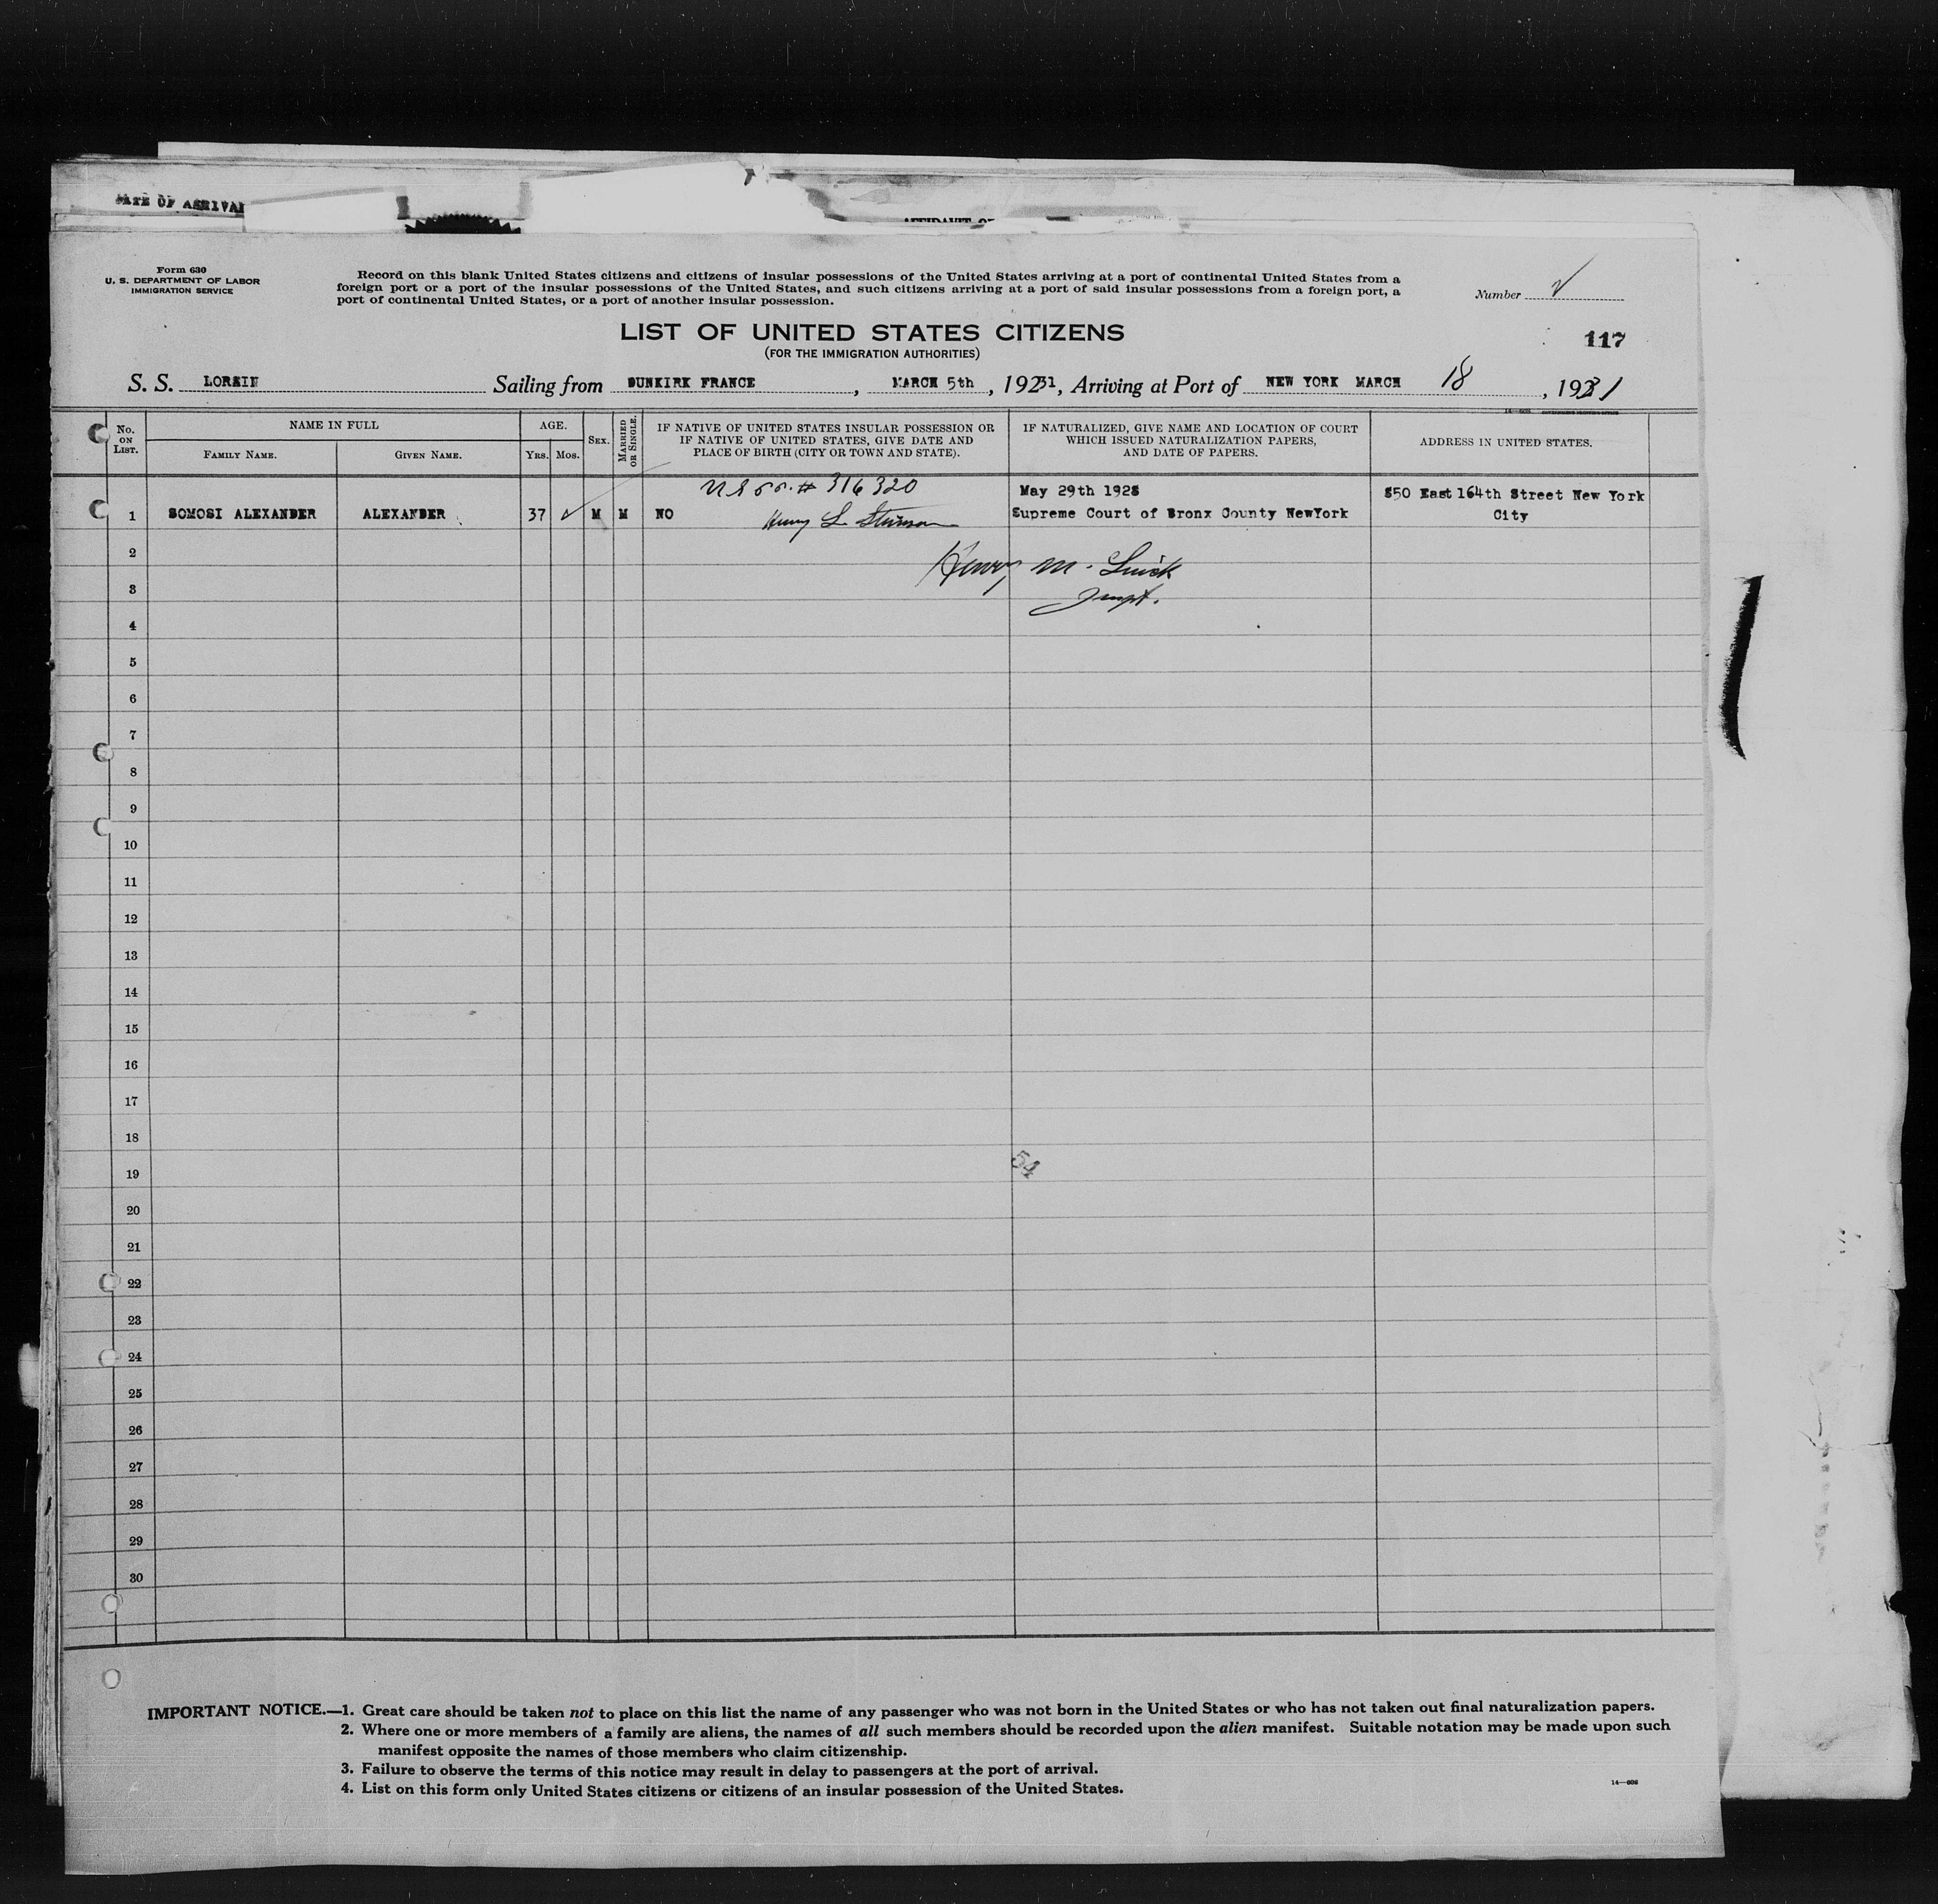 DATE OF ARRIVAL
AFFIDAVIT OF
Form 630
U. S. DEPARTMENT OF LABOR
IMMIGRATION SERVICE
Record on this blank United States citizens and citizens of insular possessions of the United States arriving at a port of continental United States from a
foreign port or a port of the insular possessions of the United States, and such citizens arriving at a port of said insular possessions from a foreign port, a
port of continental United States, or a port of another insular possession.
Number
117
LIST OF UNITED STATES CITIZENS
(FOR THE IMMIGRATION AUTHORITIES)
S. S. LORAIN Sailing from DUNKIRK FRANCE, MARCH 5th, 1931, Arriving at Port of NEW YORK MARCH 18, 1931
No. ON LIST. NAME IN FULL AGE. SEX. MARRIED OR SINGLE. IF NATIVE OF UNITED STATES INSULAR POSSESSION OR IF NATIVE OF UNITED STATES, GIVE DATE AND PLACE OF BIRTH (CITY OR TOWN AND STATE). IF NATURALIZED, GIVE NAME AND LOCATION OF COURT WHICH ISSUED NATURALIZATION PAPERS, AND DATE OF PAPERS. ADDRESS IN UNITED STATES.
FAMILY NAME. GIVEN NAME. YRS. MOS.
# 316320 May 29th 1928 850 East 164th Street New York
1 SOMOSI ALEXANDER ALEXANDER 37 M M NO Henry L Stimson Supreme Court of Bronx County NewYork City
2 Henry M.
3
4
5
6
7
8
9
10
11
12
13
14
15
16
17
18
19 54
20
21
22
23
24
25
26
27
28
29
30
IMPORTANT NOTICE.—1. Great care should be taken not to place on this list the name of any passenger who was not born in the United States or who has not taken out final naturalization papers.
2. Where one or more members of a family are aliens, the names of all such members should be recorded upon the alien manifest. Suitable notation may be made upon such
manifest opposite the names of those members who claim citizenship.
3. Failure to observe the terms of this notice may result in delay to passengers at the port of arrival.
4. List on this form only United States citizens or citizens of an insular possession of the United States.